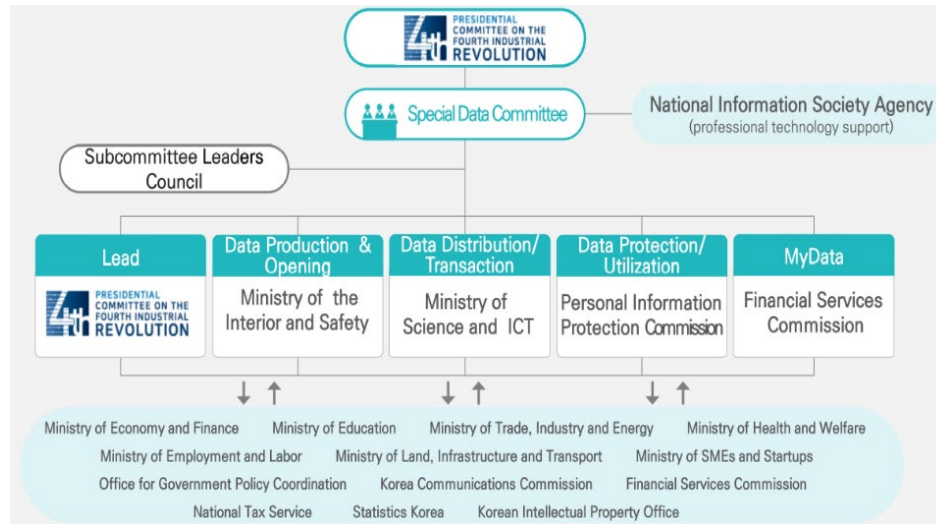 4th
PRESIDENTIAL
COMMITTEE ON THE
FOURTH INDUSTRIAL
REVOLUTION
Special Data Committee
National Information Society Agency
(professional technology support)
Subcommittee Leaders
Council
Lead
4th
PRESIDENTIAL
COMMITTEE ON THE
FOURTH INDUSTRIAL
REVOLUTION
Data Production & 
Opening
Ministry of the
Interior and Safety
Data Distribution/
Transaction
Ministry of
Science and ICT
Data Protection/
Utilization
Personal Information
Protection Commission
MyData
Financial Services
Commission
Ministry of Economy and Finance Ministry of Education Ministry of Trade, Industry and Energy Ministry of Health and Welfare
Ministry of Employment and Labor Ministry of Land, Infrastructure and Transport Ministry of SMEs and Startups
Office for Government Policy Coordination Korea Communications Commission Financial Services Commission
National Tax Service Statistics Korea Korean Intellectual Property Office